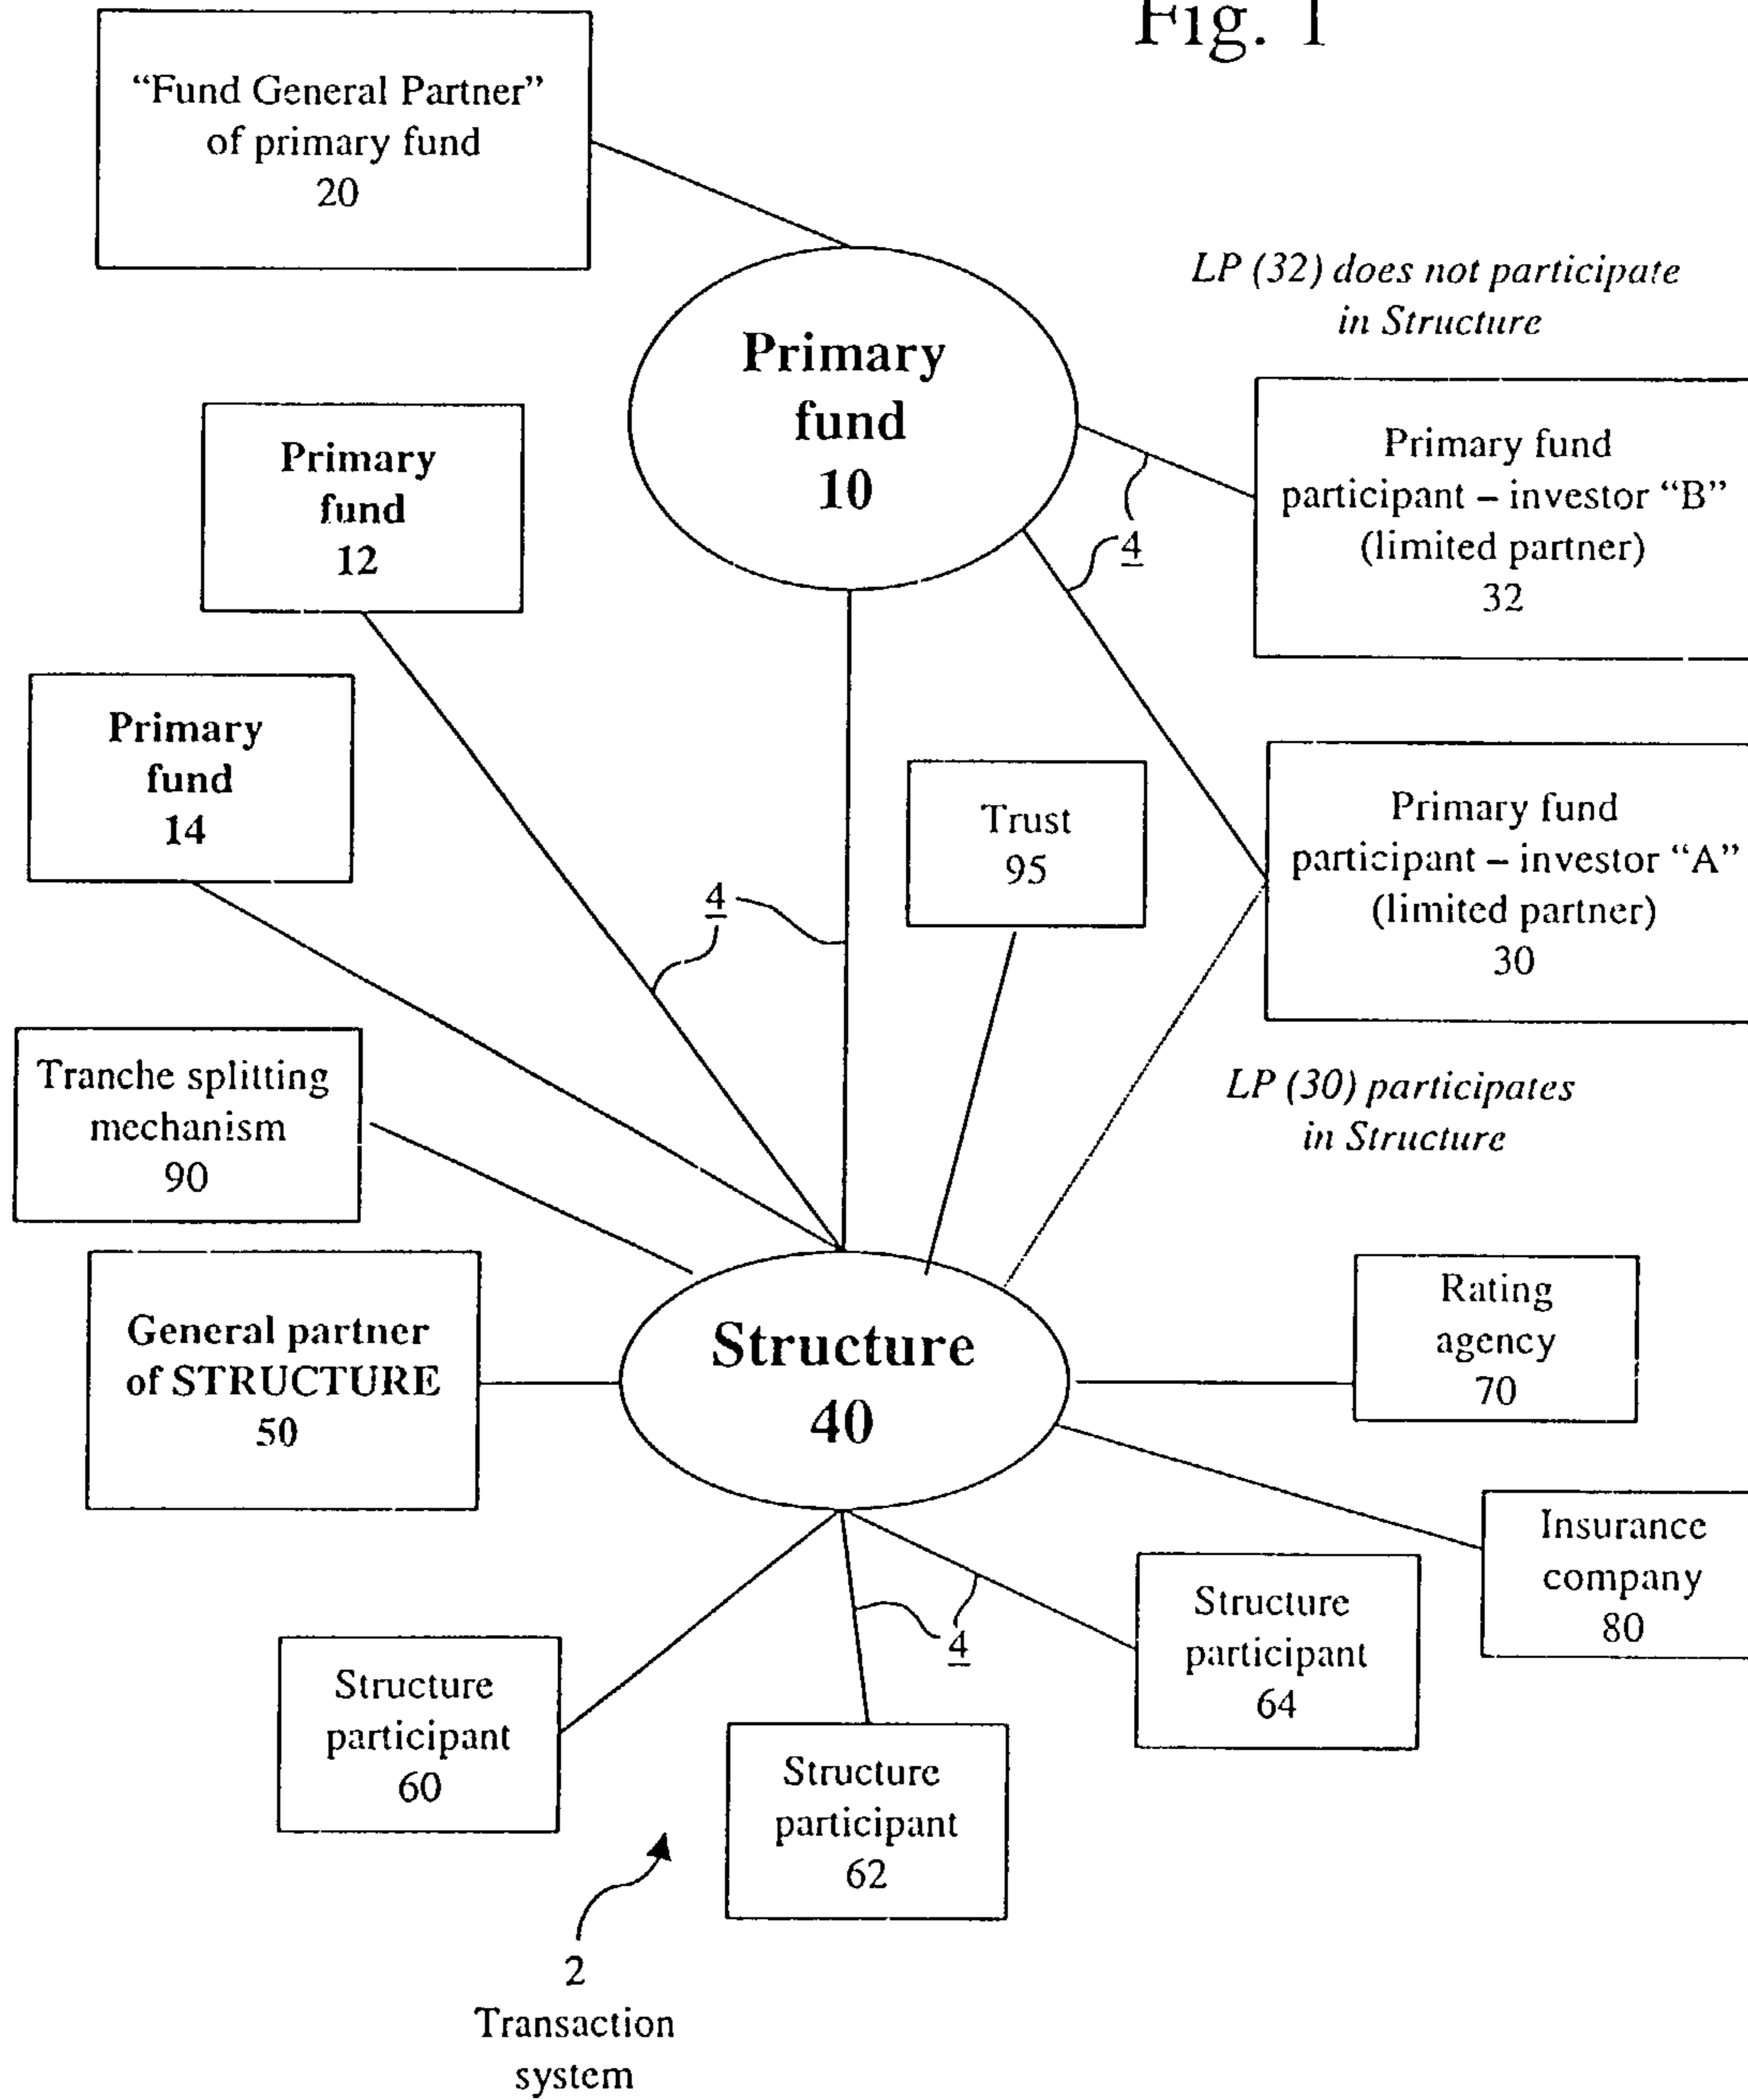 Fig. 1
“Fund General Partner”
of primary fund
20
LP (32) does not participate
in Structure
Primary
fund
10
Primary
fund
12
Primary fund
participant – investor “B”
(limited partner)
32
4
Primary
fund
14
Trust
95
Primary fund
participant – investor “A”
(limited partner)
30
4
Tranche splitting
mechanism
90
LP (30) participates
in Structure
General partner
of STRUCTURE
50
Structure
40
Rating
agency
70
Insurance
company
80
Structure
participant
64
4
Structure
participant
60
Structure
participant
62
2
Transaction
system